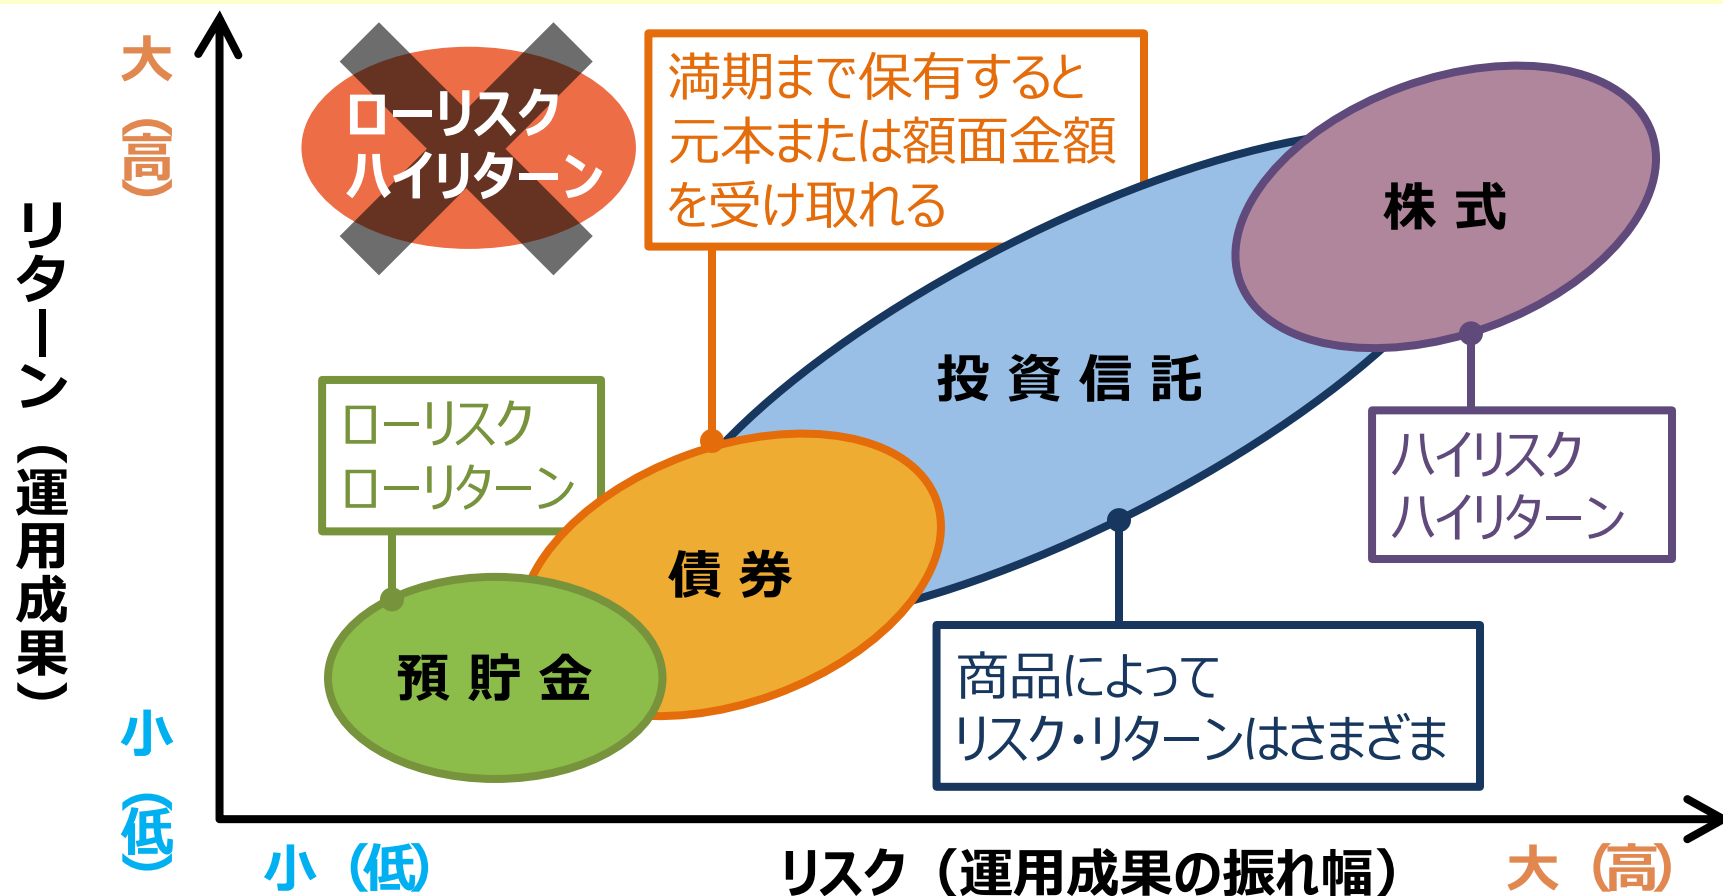 大（高）
リターン（運用成果）
小（低）
ローリスク
ハイリターン
満期まで保有すると
元本または額面金額
を受け取れる
株式
投資信託
ローリスク
ローリターン
ハイリスク
ハイリターン
債券
預貯金
商品によって
リスク・リターンはさまざま
小（低）
リスク（運用成果の振れ幅）
大（高）